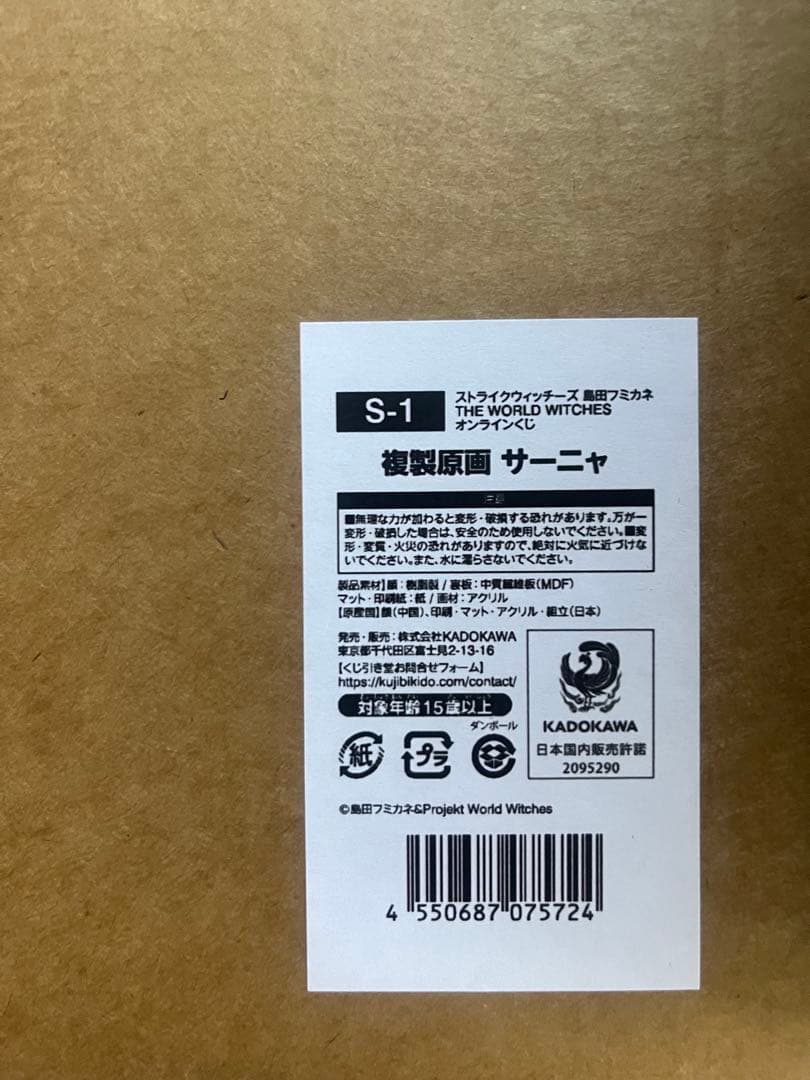 S-1
ストライクウィッチーズ 島田フミカネ
THE WORLD WITCHES
オンラインくじ
複製原画 サーニャ
注意
■無理な力が加わると変形・破損する恐れがあります。万が一
変形・破損した場合は、安全のため使用しないでください。■変
形・変質・火災の恐れがありますので、絶対に火気に近づけな
いでください。また、水に濡らさないでください。
製品素材】額：樹脂製 / 裏板：中質繊維板(MDF)
マット・印刷紙：紙 / 画材：アクリル
【原産国】額(中国)、印刷・マット・アクリル・組立(日本)
発売・販売：株式会社KADOKAWA
東京都千代田区富士見2-13-16
【くじ引き堂お問合せフォーム】
https://kujibikido.com/contact/
対象年齢15歳以上
ダンボール
紙
プラ
KADOKAWA
日本国内販売許諾
2095290
©島田フミカネ&Projekt World Witches
4 550687 075724